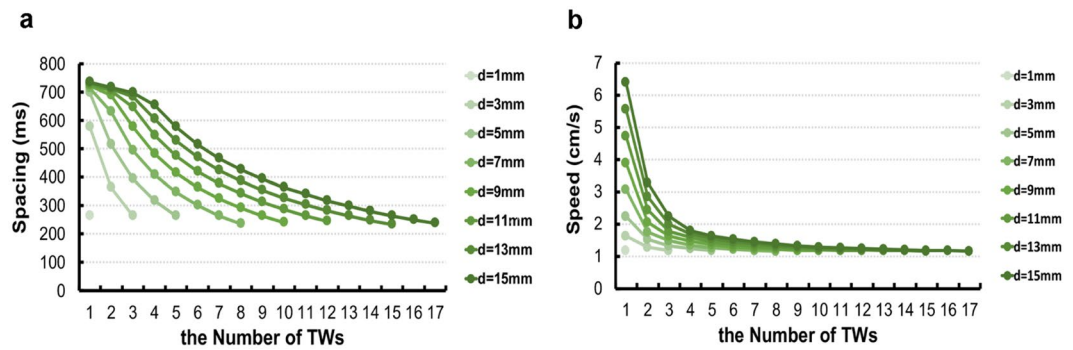 a
Spacing (ms)
800
700
600
500
400
300
200
100
0
1 2 3 4 5 6 7 8 9 10 11 12 13 14 15 16 17
the Number of TWs
d=1mm
d=3mm
d=5mm
d=7mm
d=9mm
d=11mm
d=13mm
d=15mm
b
Speed (cm/s)
7
6
5
4
3
2
1
0
1 2 3 4 5 6 7 8 9 10 11 12 13 14 15 16 17
the Number of TWs
d=1mm
d=3mm
d=5mm
d=7mm
d=9mm
d=11mm
d=13mm
d=15mm